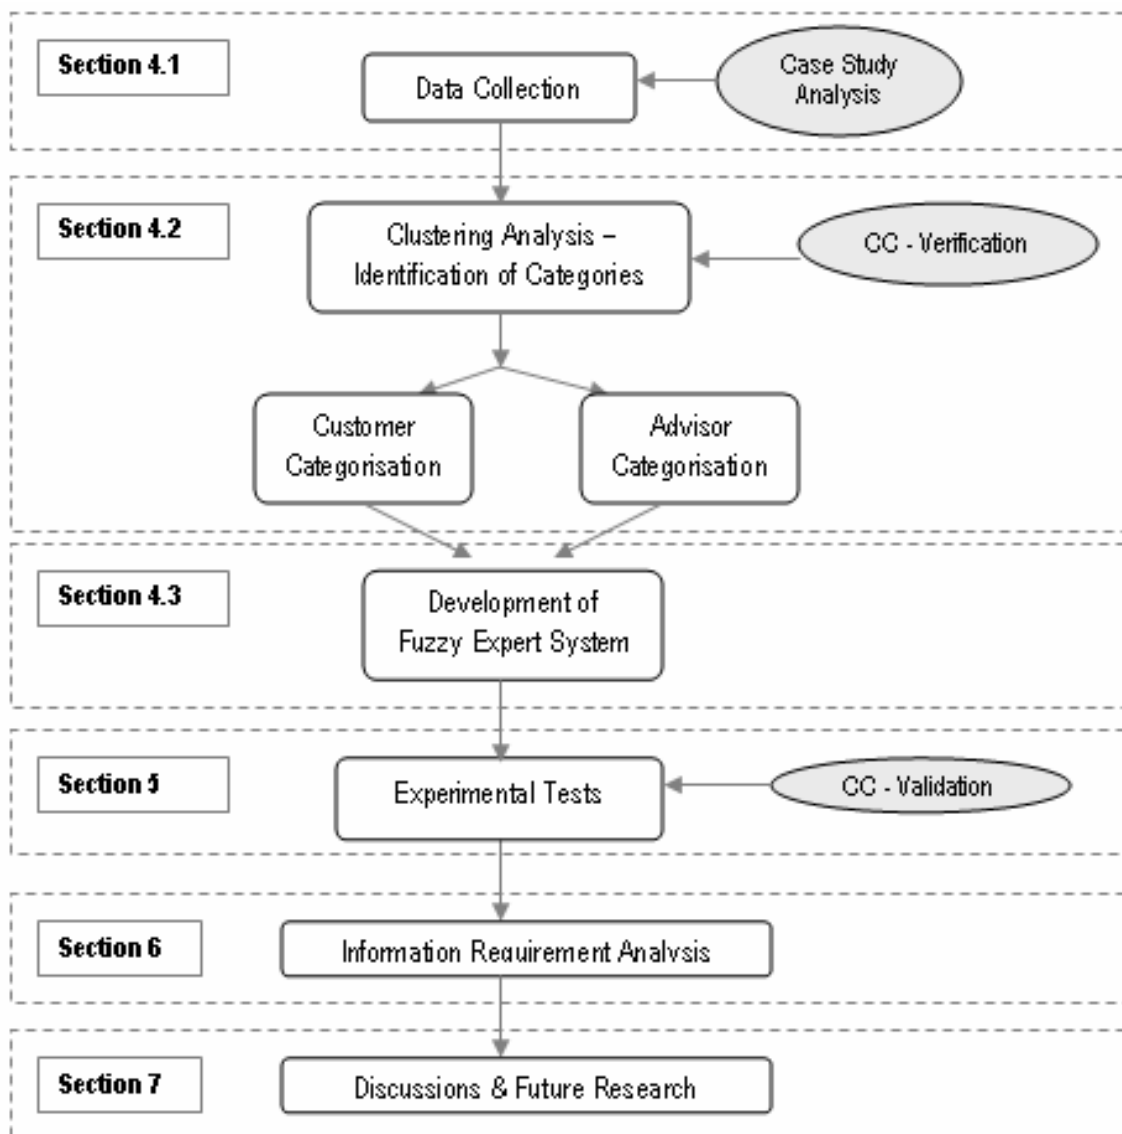 Section 4.1
Data Collection
Case Study
Analysis
Section 4.2
Clustering Analysis –
Identification of Categories
CC - Verification
Customer
Categorisation
Advisor
Categorisation
Section 4.3
Development of
Fuzzy Expert System
Section 5
Experimental Tests
CC - Validation
Section 6
Information Requirement Analysis
Section 7
Discussions & Future Research